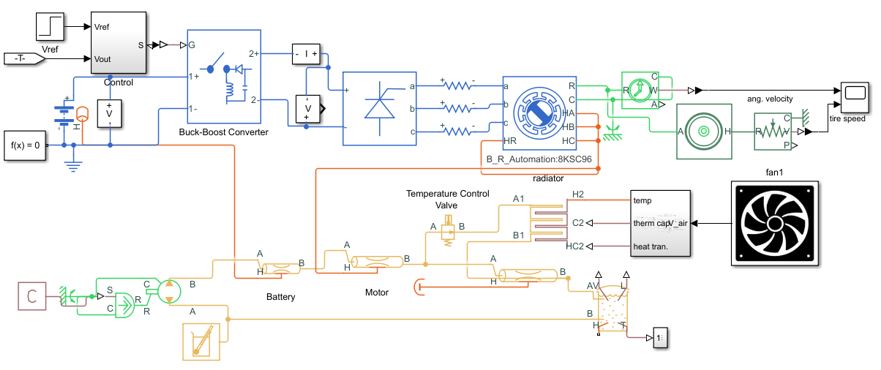 Vref
Vout
S
Control
Vref
-T-
G
1+
1-
2+
2-
Buck-Boost Converter
- I +
+
V
H
V
+
f(x) = 0
+
-
a
b
c
+ -
+ -
+ -
a
b
c
HR
R
C
HA
HB
HC
B_R_Automation:8KSC96
radiator
R
C
W
A
ang. velocity
tire speed
A
H
R
C
V
P
fan1
Temperature Control
Valve
A
B
A1
B1
H2
C2
HC2
temp
therm cap
V_air
heat tran.
A
H
B
Battery
A
H
B
Motor
A
H
B
AV
L
B
H
T
1
C
S
C
R
C
R
B
A